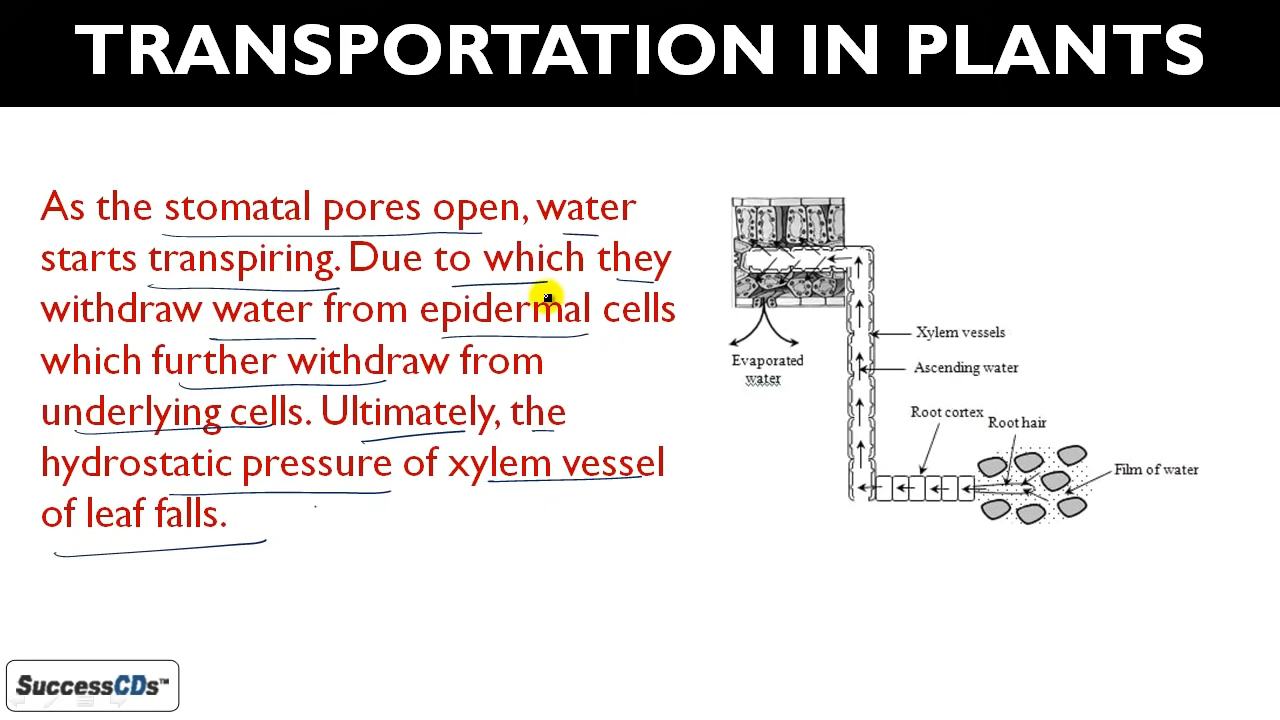 TRANSPORTATION IN PLANTS
As the stomatal pores open, water
starts transpiring. Due to which they
withdraw water from epidermal cells
which further withdraw from
underlying cells. Ultimately, the
hydrostatic pressure of xylem vessel
of leaf falls.
Evaporated
water
Xylem vessels
Ascending water
Root cortex
Root hair
Film of water
SuccessCDs™